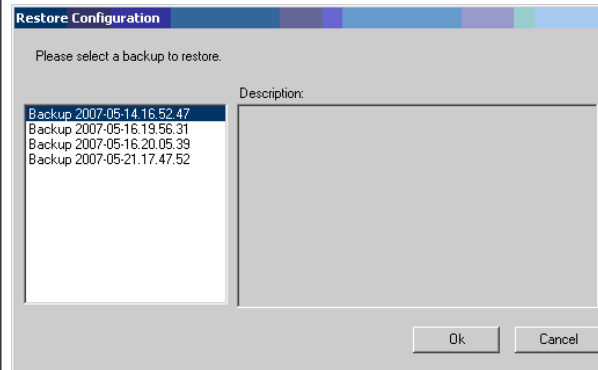 Restore Configuration
Please select a backup to restore.
Description:
Backup 2007-05-14.16.52.47
Backup 2007-05-16.19.56.31
Backup 2007-05-16.20.05.39
Backup 2007-05-21.17.47.52
Ok
Cancel